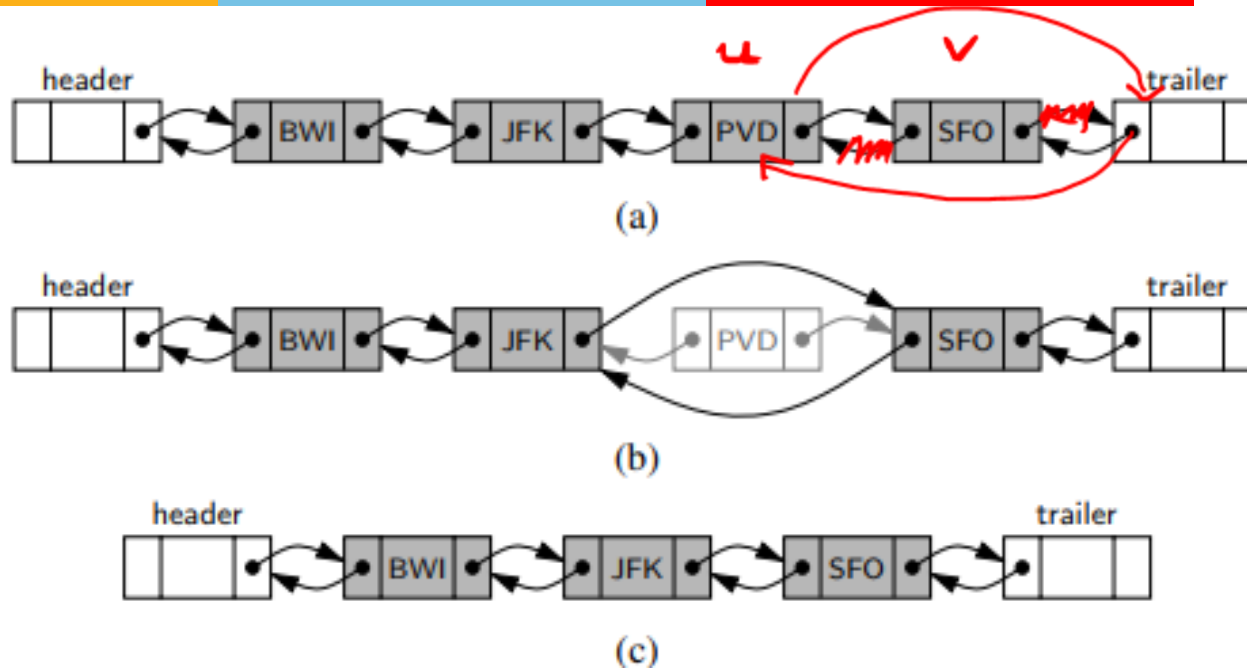 u v
header trailer
BWI JFK PVD SFO
(a)
header trailer
BWI JFK PVD SFO
(b)
header trailer
BWI JFK SFO
(c)